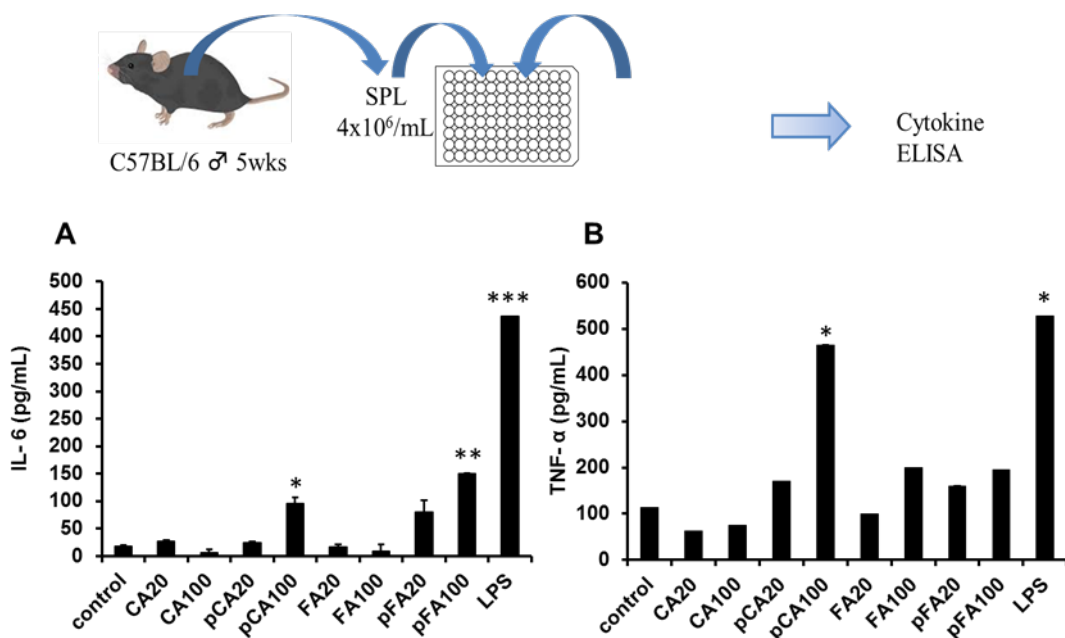 SPL
4x10⁶/mL
C57BL/6 ♂ 5wks
Cytokine
ELISA
A
500
450
400
350
300
250
200
150
100
50
0
IL- 6 (pg/mL)
*
**
***
control
CA20
CA100
pCA20
pCA100
FA20
FA100
pFA20
pFA100
LPS
B
600
500
400
300
200
100
0
TNF- α (pg/mL)
*
*
control
CA20
CA100
pCA20
pCA100
FA20
FA100
pFA20
pFA100
LPS